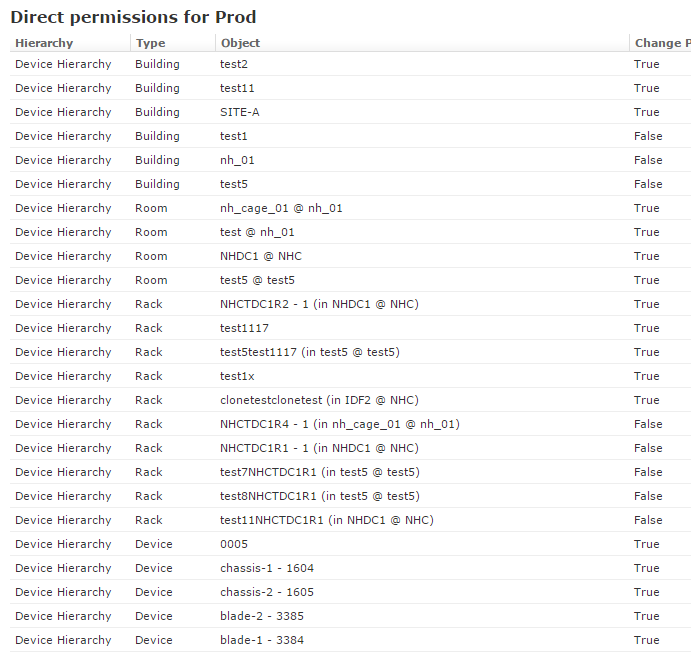 Direct permissions for Prod
Hierarchy Type Object Change P
Device Hierarchy Building test2 True
Device Hierarchy Building test11 True
Device Hierarchy Building SITE-A True
Device Hierarchy Building test1 False
Device Hierarchy Building nh_01 False
Device Hierarchy Building test5 False
Device Hierarchy Room nh_cage_01 @ nh_01 True
Device Hierarchy Room test @ nh_01 True
Device Hierarchy Room NHDC1 @ NHC True
Device Hierarchy Room test5 @ test5 True
Device Hierarchy Rack NHCTDC1R2 - 1 (in NHDC1 @ NHC) True
Device Hierarchy Rack test1117 True
Device Hierarchy Rack test5test1117 (in test5 @ test5) True
Device Hierarchy Rack test1x True
Device Hierarchy Rack clonetestclonetest (in IDF2 @ NHC) True
Device Hierarchy Rack NHCTDC1R4 - 1 (in nh_cage_01 @ nh_01) False
Device Hierarchy Rack NHCTDC1R1 - 1 (in NHDC1 @ NHC) False
Device Hierarchy Rack test7NHCTDC1R1 (in test5 @ test5) False
Device Hierarchy Rack test8NHCTDC1R1 (in test5 @ test5) False
Device Hierarchy Rack test11NHCTDC1R1 (in NHDC1 @ NHC) False
Device Hierarchy Device 0005 True
Device Hierarchy Device chassis-1 - 1604 True
Device Hierarchy Device chassis-2 - 1605 True
Device Hierarchy Device blade-2 - 3385 True
Device Hierarchy Device blade-1 - 3384 True